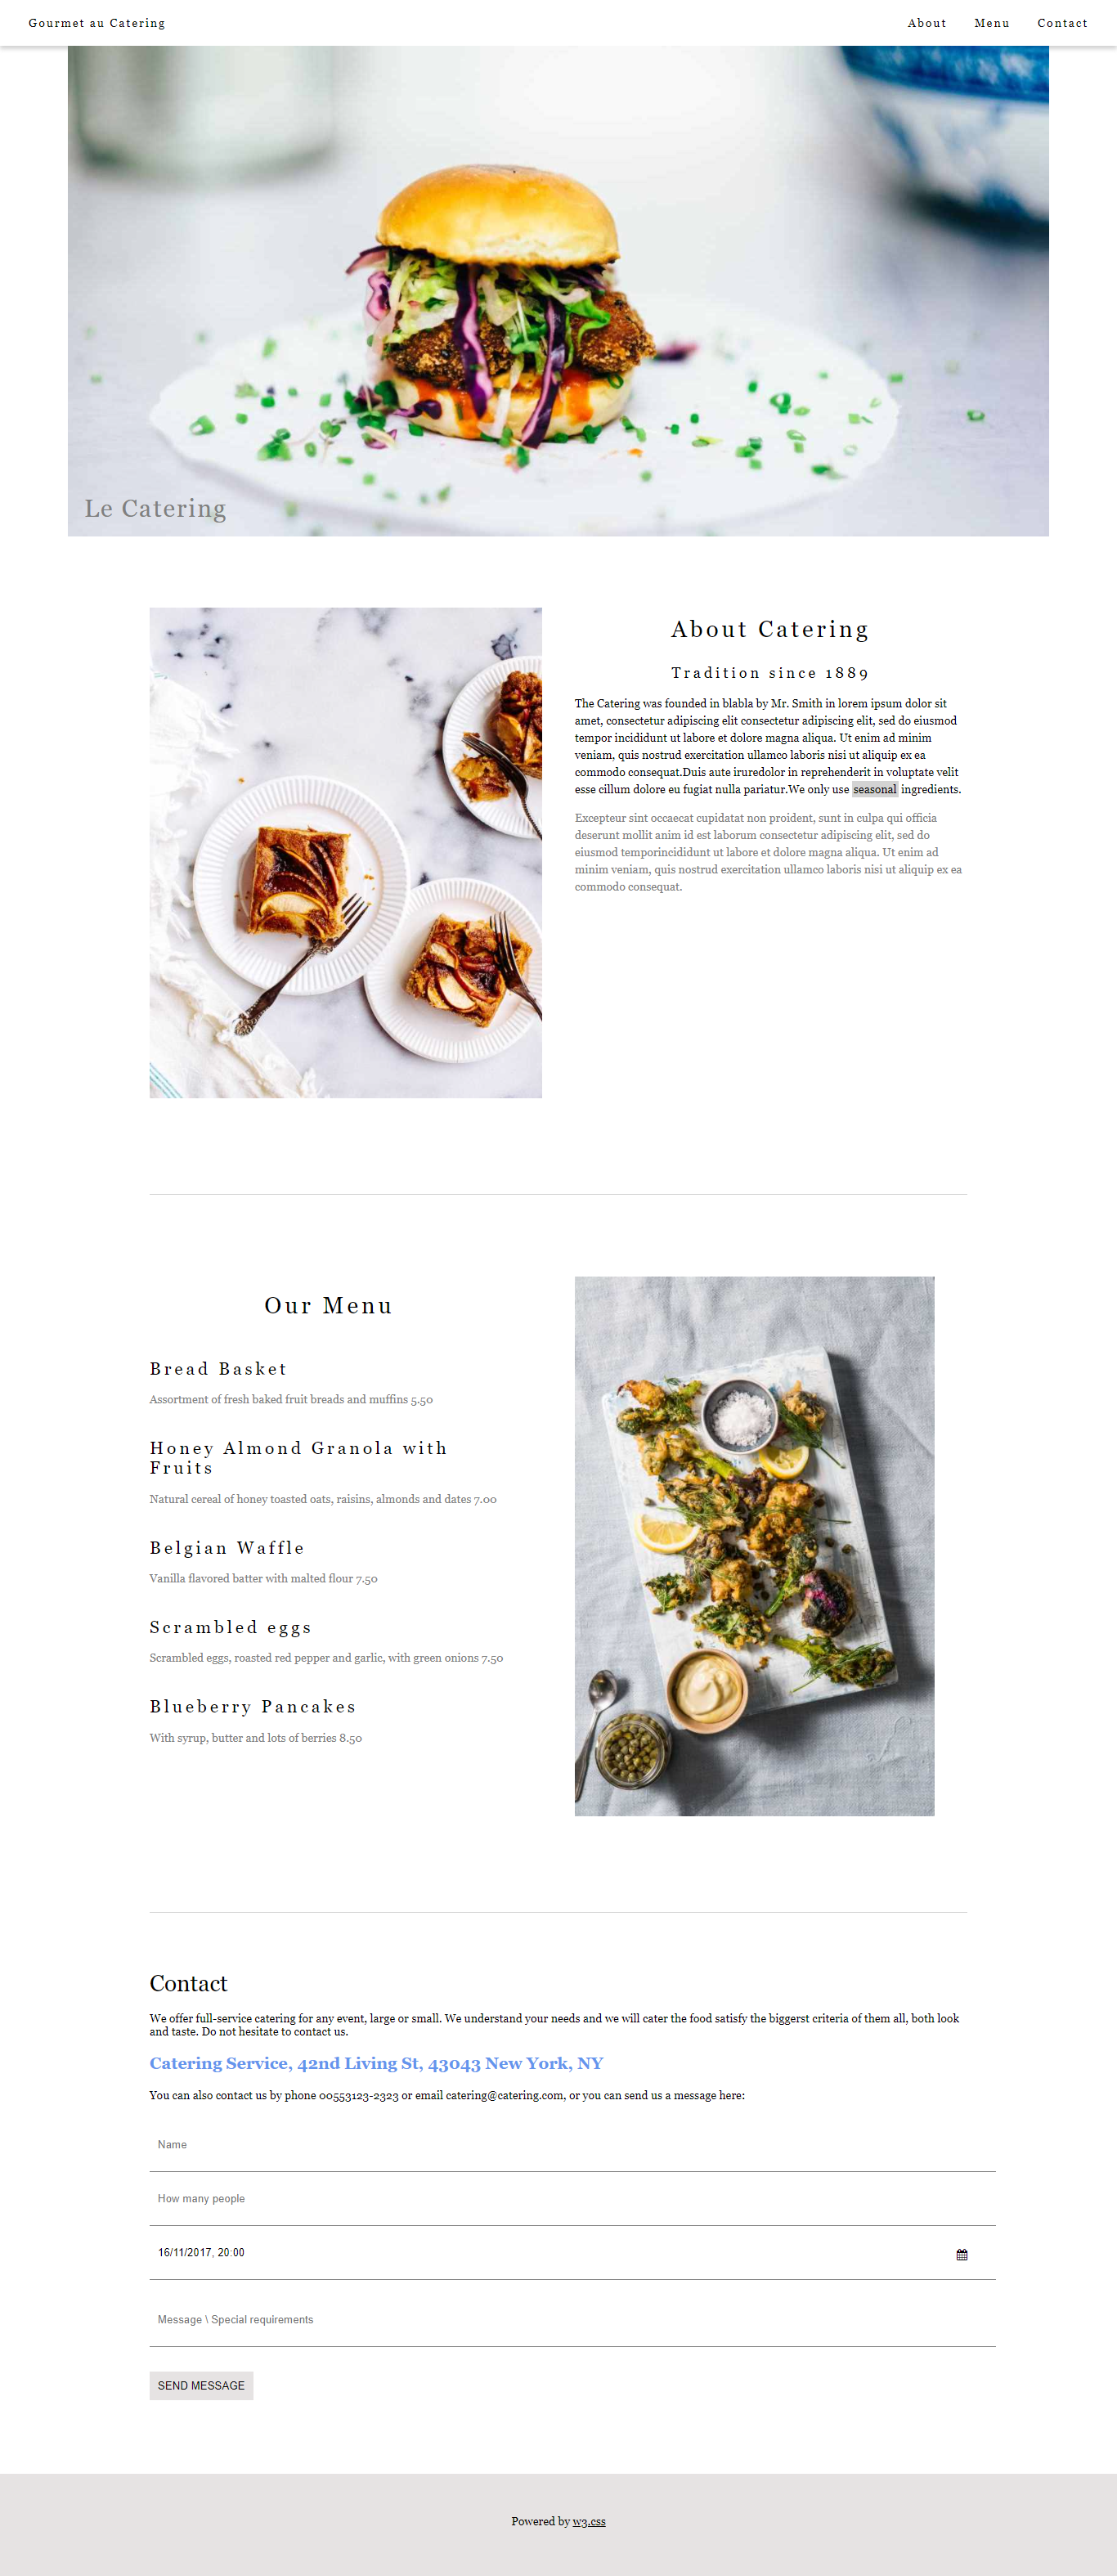 Gourmet au Catering
About Menu Contact
Le Catering
About Catering
Tradition since 1889
The Catering was founded in blabla by Mr. Smith in lorem ipsum dolor sit
amet, consectetur adipiscing elit consectetur adipiscing elit, sed do eiusmod
tempor incididunt ut labore et dolore magna aliqua. Ut enim ad minim
veniam, quis nostrud exercitation ullamco laboris nisi ut aliquip ex ea
commodo consequat.Duis aute iruredolor in reprehenderit in voluptate velit
esse cillum dolore eu fugiat nulla pariatur.We only use seasonal ingredients.
Excepteur sint occaecat cupidatat non proident, sunt in culpa qui officia
deserunt mollit anim id est laborum consectetur adipiscing elit, sed do
eiusmod temporincididunt ut labore et dolore magna aliqua. Ut enim ad
minim veniam, quis nostrud exercitation ullamco laboris nisi ut aliquip ex ea
commodo consequat.
Our Menu
Bread Basket
Assortment of fresh baked fruit breads and muffins 5.50
Honey Almond Granola with
Fruits
Natural cereal of honey toasted oats, raisins, almonds and dates 7.00
Belgian Waffle
Vanilla flavored batter with malted flour 7.50
Scrambled eggs
Scrambled eggs, roasted red pepper and garlic, with green onions 7.50
Blueberry Pancakes
With syrup, butter and lots of berries 8.50
Contact
We offer full-service catering for any event, large or small. We understand your needs and we will cater the food satisfy the biggerst criteria of them all, both look
and taste. Do not hesitate to contact us.
Catering Service, 42nd Living St, 43043 New York, NY
You can also contact us by phone 00553123-2323 or email catering@catering.com, or you can send us a message here:
Name
How many people
16/11/2017, 20:00
Message \ Special requirements
SEND MESSAGE
Powered by w3.css